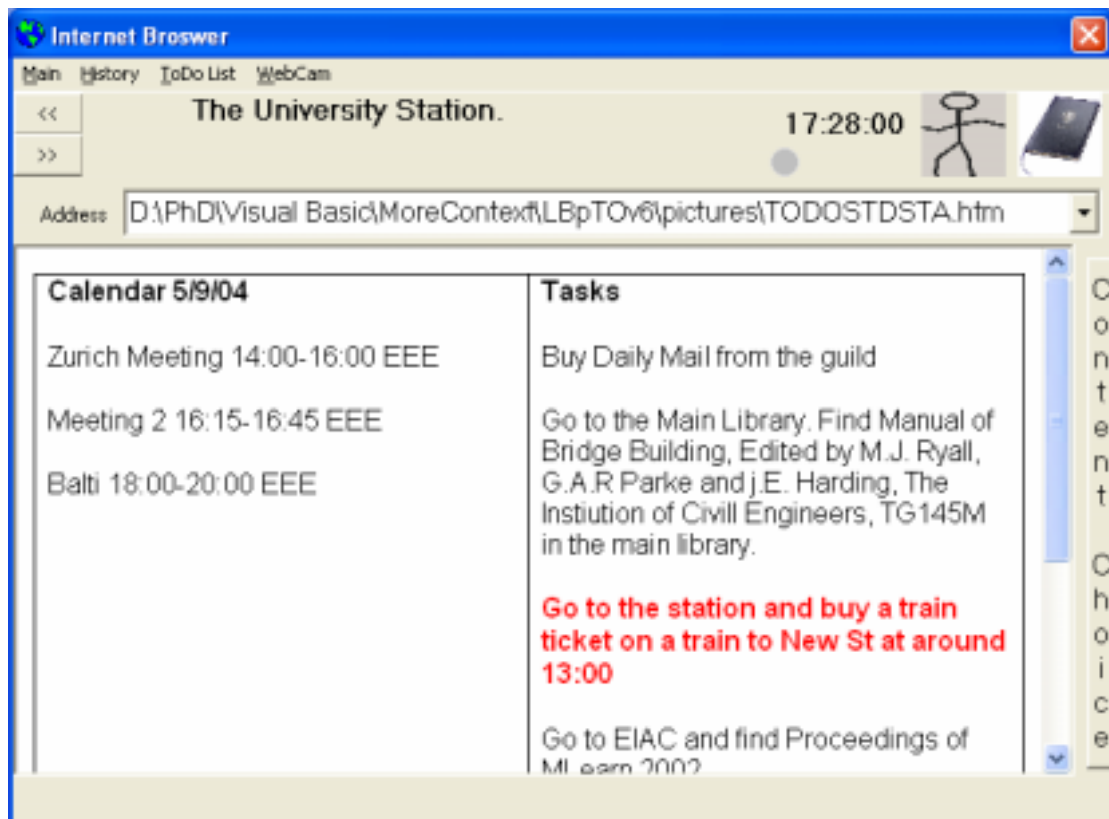 Internet Broswer
Main History ToDo List WebCam
<<
The University Station.
17:28:00
>>
Address D:\PhD\Visual Basic\MoreContext\LBpTOv6\pictures\TODOSTDSTA.htm
Calendar 5/9/04
Zurich Meeting 14:00-16:00 EEE
Meeting 2 16:15-16:45 EEE
Balti 18:00-20:00 EEE
Tasks
Buy Daily Mail from the guild
Go to the Main Library. Find Manual of
Bridge Building, Edited by M.J. Ryall,
G.A.R Parke and j.E. Harding, The
Instiution of Civill Engineers, TG145M
in the main library.
Go to the station and buy a train
ticket on a train to New St at around
13:00
Go to EIAC and find Proceedings of
MLearn 2002
Content Choice